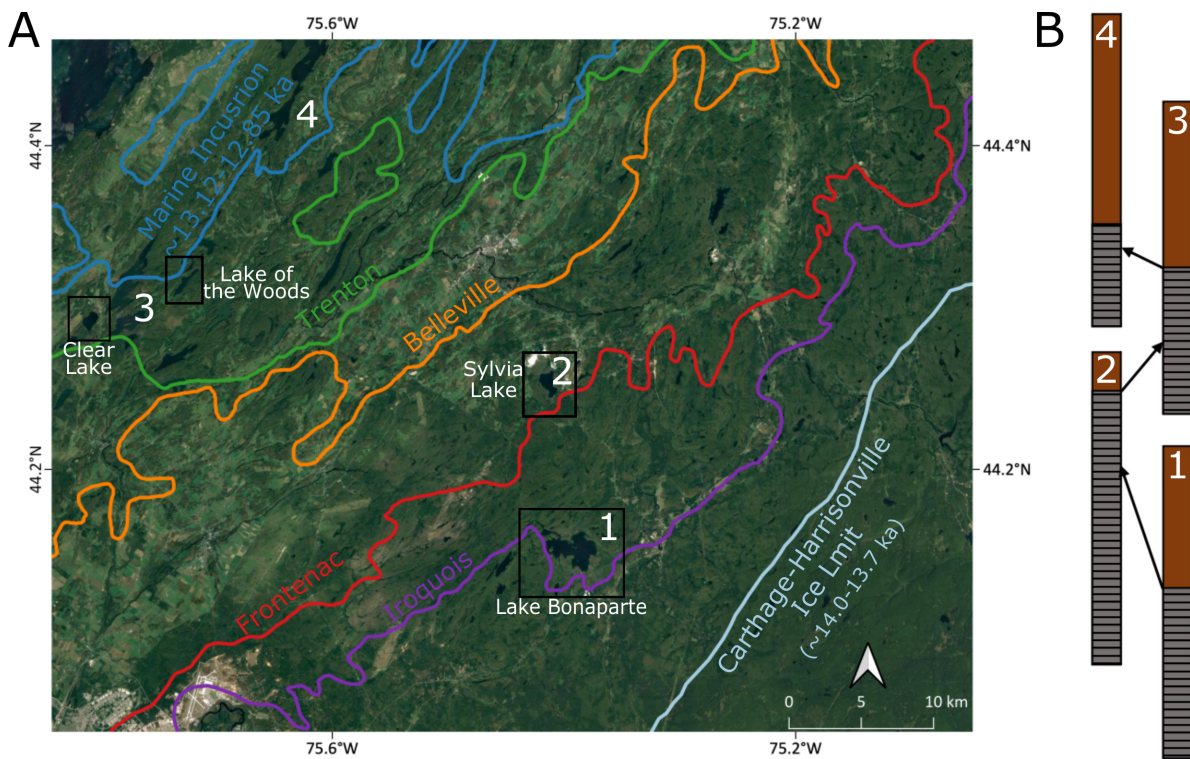 A
B
75.6°W
75.2°W
44.4°N
44.4°N
44.2°N
44.2°N
75.6°W
75.2°W
Marine Incusrion
~13.12-12.85 ka
4
Lake of
the Woods
3
Clear
Lake
Trenton
Belleville
Sylvia
Lake
2
1
Lake Bonaparte
Frontenac
Iroquois
Carthage-Harrisonville
Ice Lmit
(~14.0-13.7 ka)
0
5
10 km
4
3
2
1